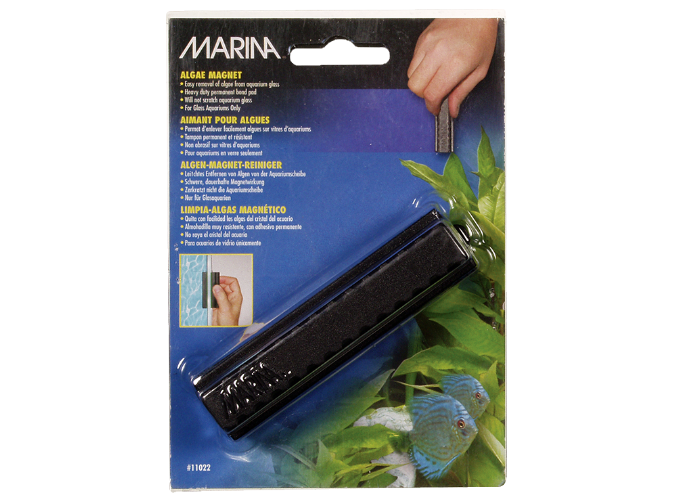 MARINA
ALGAE MAGNET
• Easy removal of algae from aquarium glass
• Heavy duty permanent bond pad
• Will not scratch aquarium glass
• For Glass Aquariums Only
AIMANT POUR ALGUES
• Permet d'enlever facilement algues sur vitres d'aquariums
• Tampon permanent et résistant
• Non abrasif sur vitres d'aquariums
• Pour aquariums en verre seulement
ALGEN-MAGNET-REINIGER
• Leichtes Entfernen von Algen von der Aquariumscheibe
• Schwere, dauerhafte Magnetwirkung
• Zerkratzt nicht die Aquariumscheibe
• Nur für Glasaquarien
LIMPIA-ALGAS MAGNÉTICO
• Quita con facilidad las algas del cristal del acuario
• Almohadilla muy resistente, con adhesivo permanente
• No raya el cristal del acuario
• Para acuarios de vidrio únicamente
MARINA
#11022